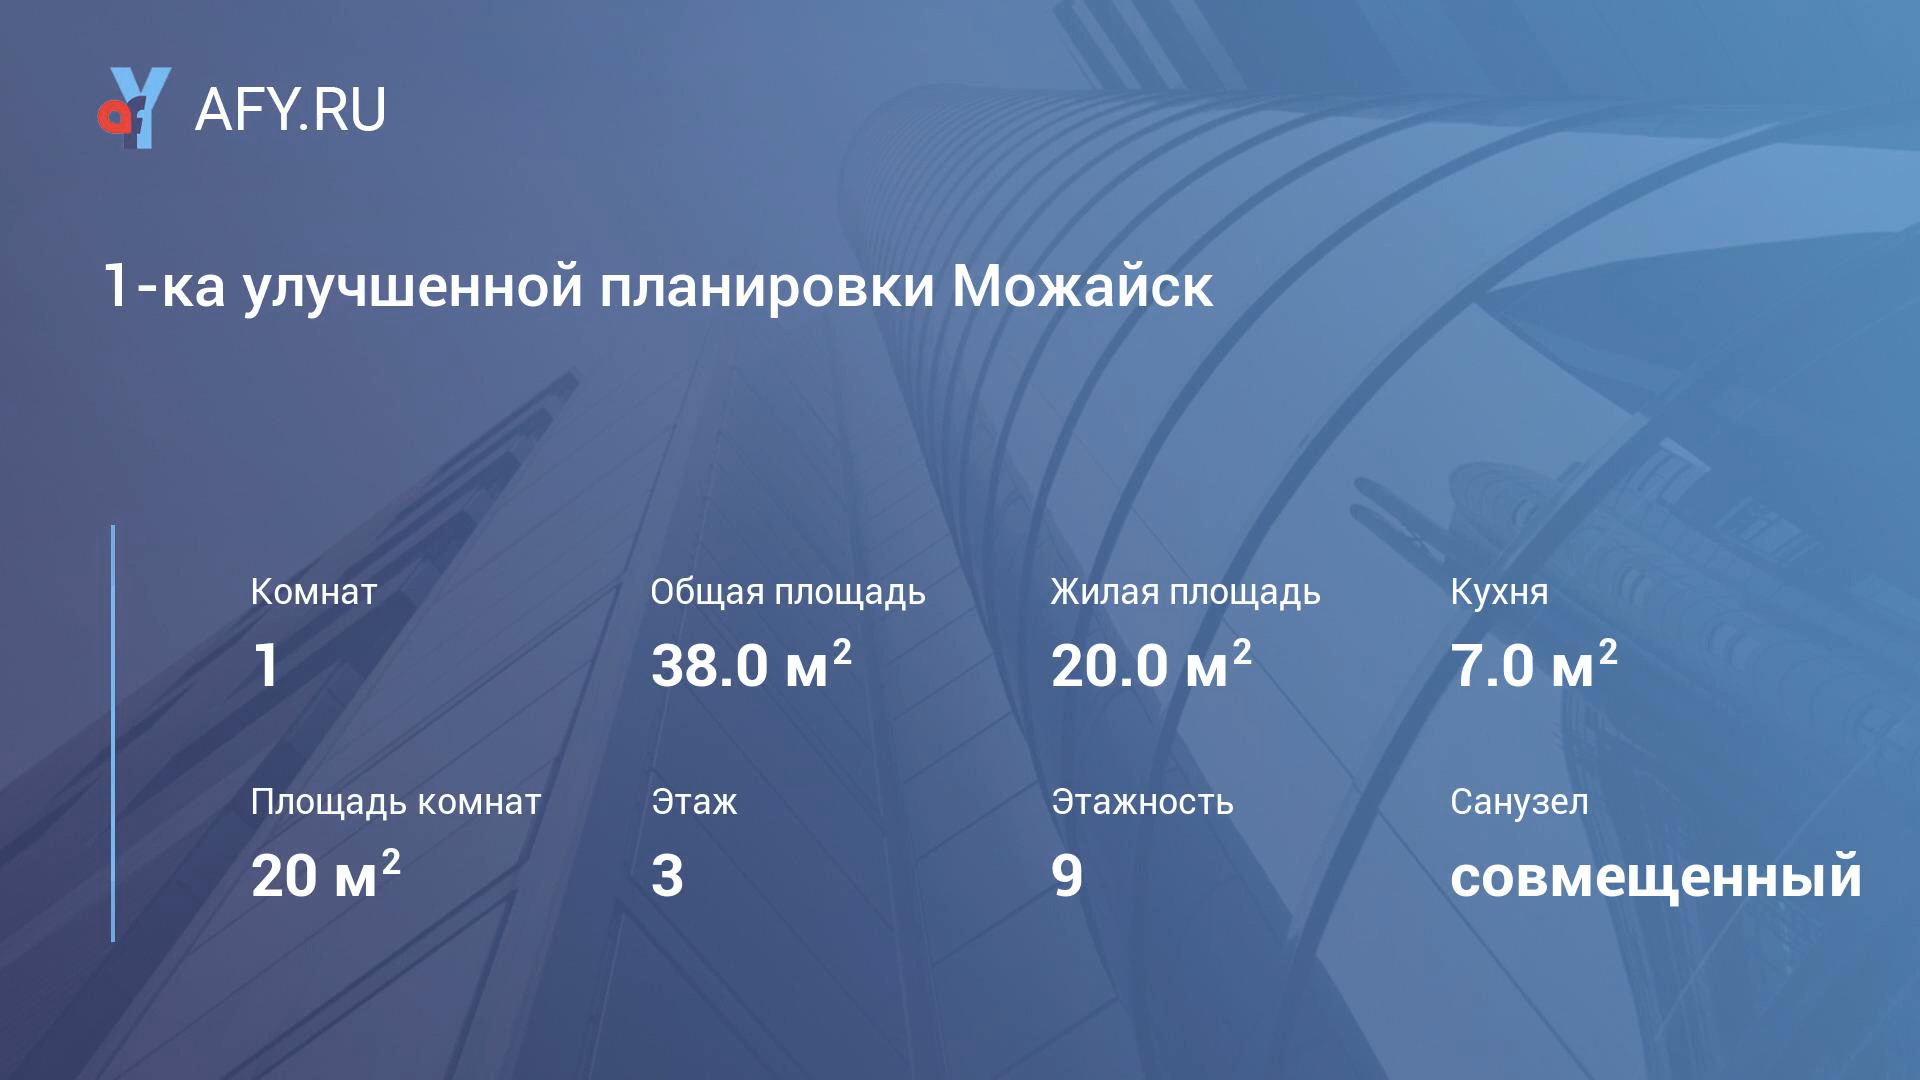 afy AFY.RU
1-ка улучшенной планировки Можайск
Комнат Общая площадь Жилая площадь Кухня
1 38.0 м² 20.0 м² 7.0 м²
Площадь комнат Этаж Этажность Санузел
20 м² 3 9 совмещенный